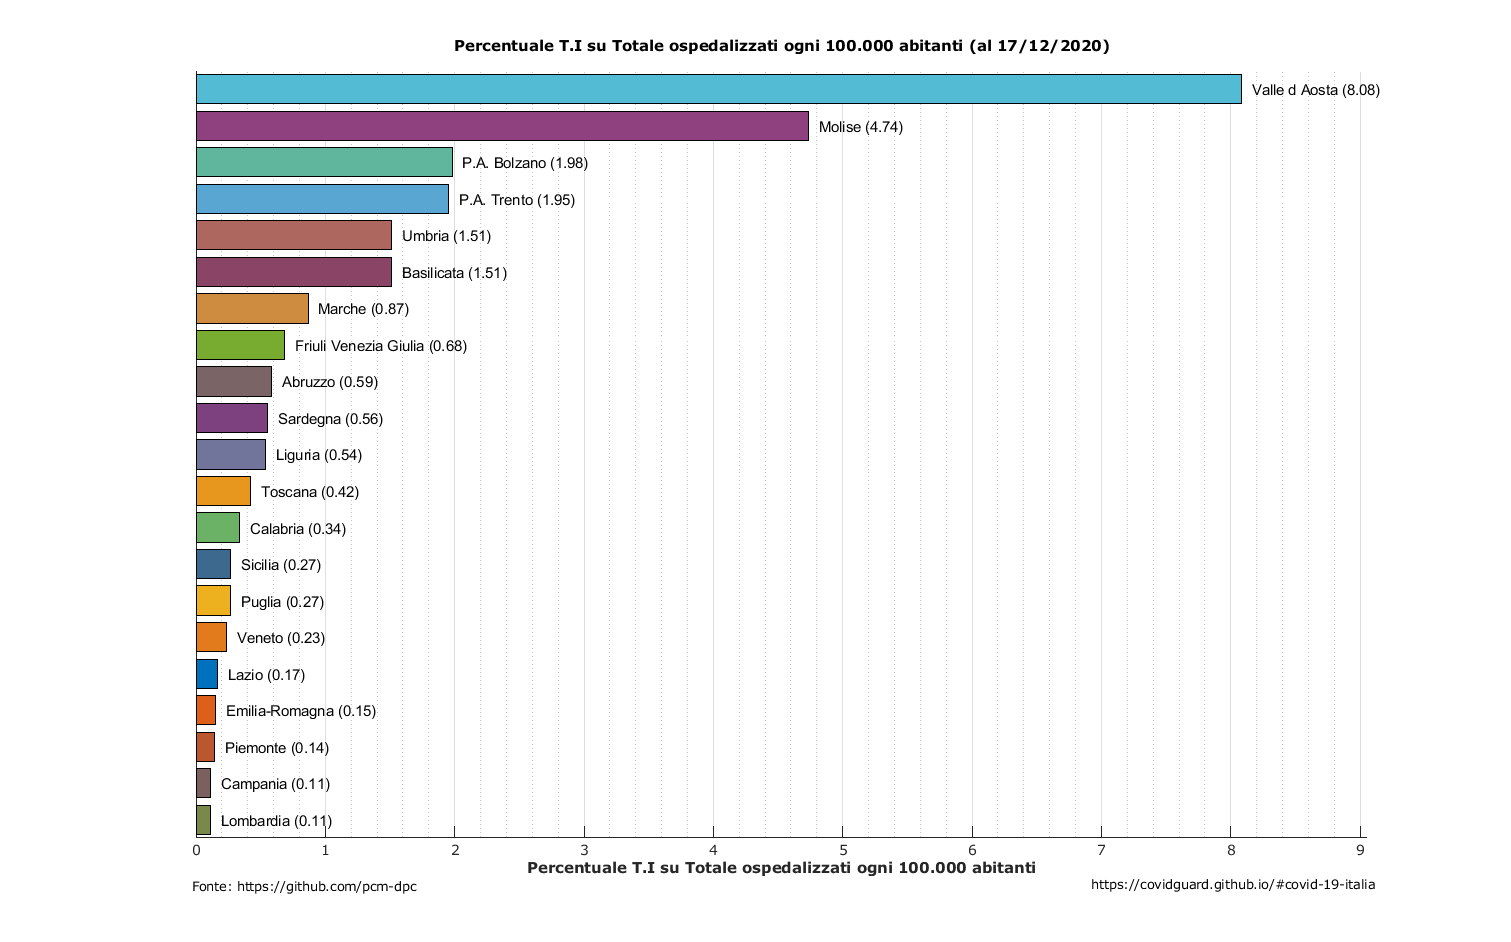 Percentuale T.I su Totale ospedalizzati ogni 100.000 abitanti (al 17/12/2020)
Valle d Aosta (8.08)
Molise (4.74)
P.A. Bolzano (1.98)
P.A. Trento (1.95)
Umbria (1.51)
Basilicata (1.51)
Marche (0.87)
Friuli Venezia Giulia (0.68)
Abruzzo (0.59)
Sardegna (0.56)
Liguria (0.54)
Toscana (0.42)
Calabria (0.34)
Sicilia (0.27)
Puglia (0.27)
Veneto (0.23)
Lazio (0.17)
Emilia-Romagna (0.15)
Piemonte (0.14)
Campania (0.11)
Lombardia (0.11)
0 1 2 3 4 5 6 7 8 9
Percentuale T.I su Totale ospedalizzati ogni 100.000 abitanti
Fonte: https://github.com/pcm-dpc
https://covidguard.github.io/#covid-19-italia